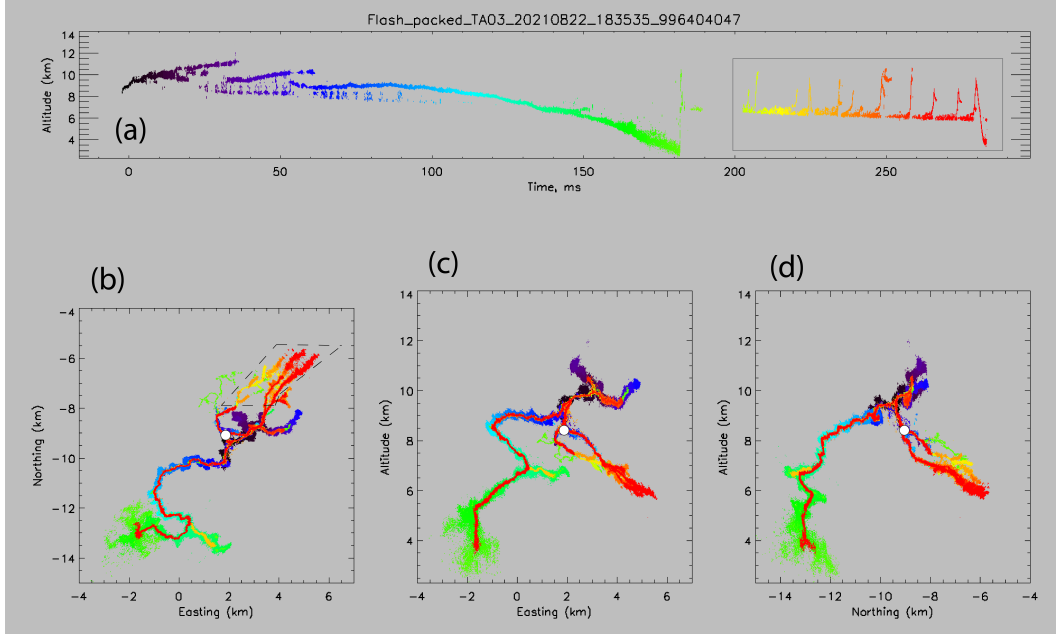 Flash_packed_TA03_20210822_183535_996404047
14
12
10
8
6
4
Altitude (km)
(a)
0
50
100
150
200
250
Time, ms
(b)
-4
-6
-8
-10
-12
-14
Northing (km)
-4 -2 0 2 4 6
Easting (km)
(c)
14
12
10
8
6
4
Altitude (km)
-4 -2 0 2 4 6
Easting (km)
(d)
14
12
10
8
6
4
Altitude (km)
-14 -12 -10 -8 -6 -4
Northing (km)